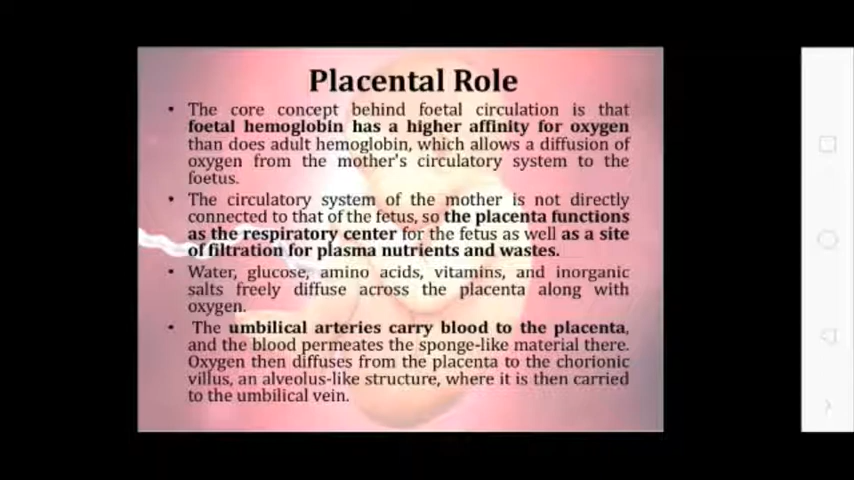 Placental Role
• The core concept behind foetal circulation is that
foetal hemoglobin has a higher affinity for oxygen
than does adult hemoglobin, which allows a diffusion of
oxygen from the mother's circulatory system to the
foetus.
• The circulatory system of the mother is not directly
connected to that of the fetus, so the placenta functions
as the respiratory center for the fetus as well as a site
of filtration for plasma nutrients and wastes.
• Water, glucose, amino acids, vitamins, and inorganic
salts freely diffuse across the placenta along with
oxygen.
• The umbilical arteries carry blood to the placenta,
and the blood permeates the sponge-like material there.
Oxygen then diffuses from the placenta to the chorionic
villus, an alveolus-like structure, where it is then carried
to the umbilical vein.